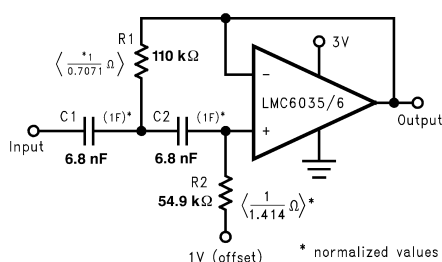 R1
110 kΩ
⟨ *1/0.7071 Ω ⟩
3V
−
LMC6035/6
+
C1
(1F)*
C2
(1F)*
Input
6.8 nF
6.8 nF
Output
R2
54.9 kΩ
⟨ 1/1.414 Ω ⟩*
1V (offset)
* normalized values